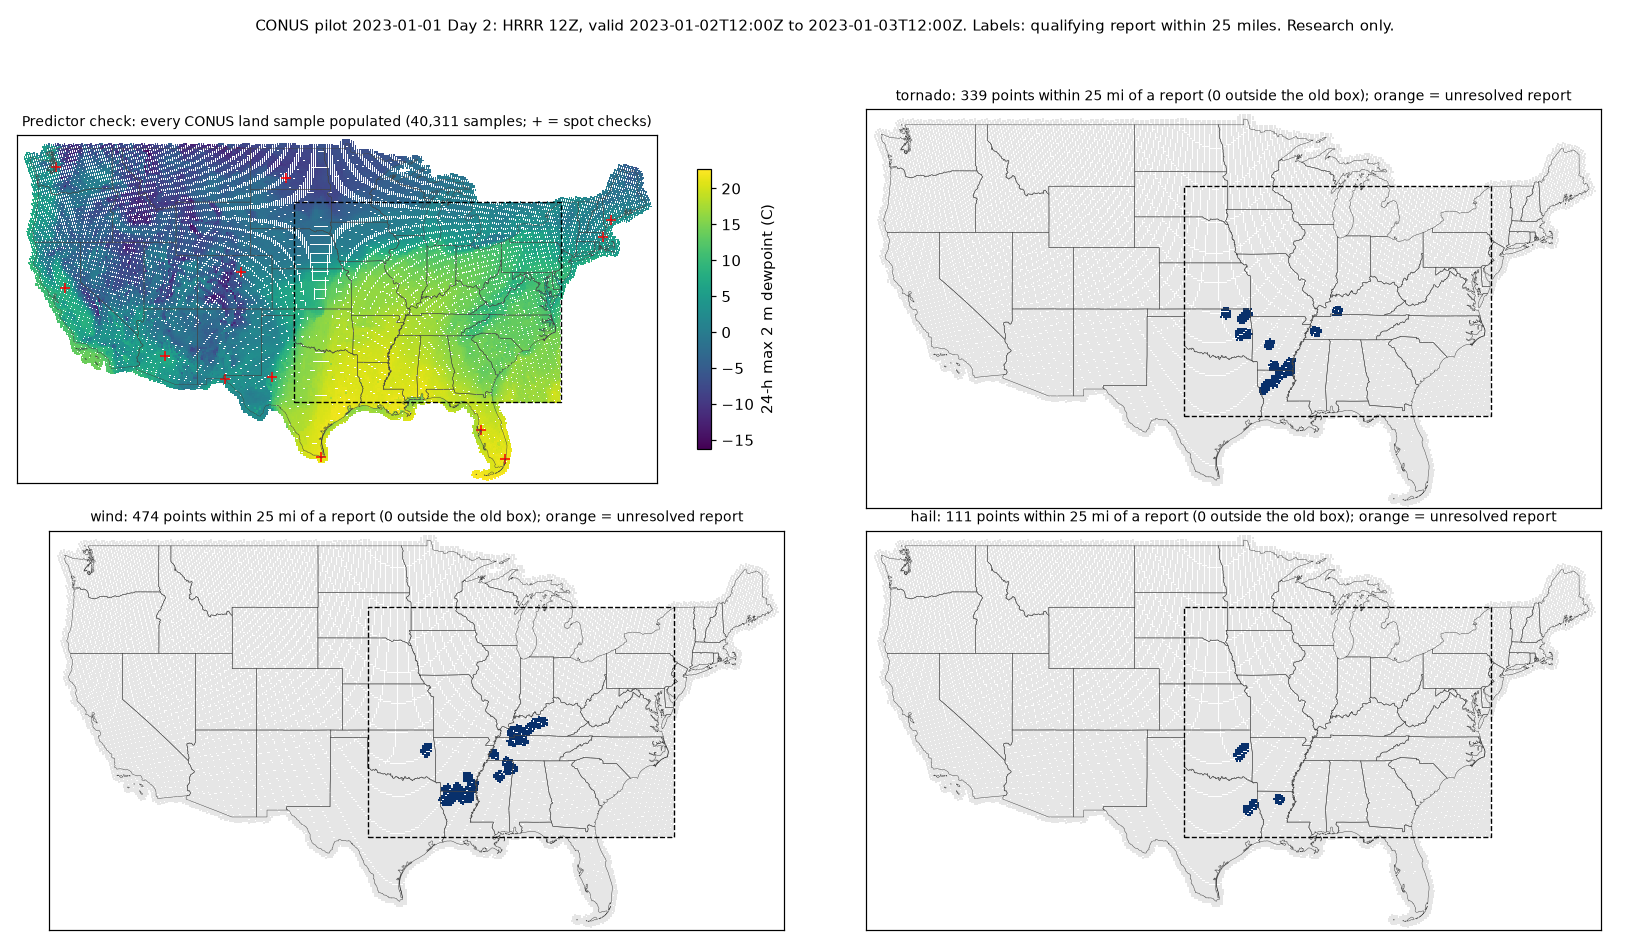 CONUS pilot 2023-01-01 Day 2: HRRR 12Z, valid 2023-01-02T12:00Z to 2023-01-03T12:00Z. Labels: qualifying report within 25 miles. Research only.
Predictor check: every CONUS land sample populated (40,311 samples; + = spot checks)
20
15
10
5
0
−5
−10
−15
24-h max 2 m dewpoint (C)
tornado: 339 points within 25 mi of a report (0 outside the old box); orange = unresolved report
wind: 474 points within 25 mi of a report (0 outside the old box); orange = unresolved report
hail: 111 points within 25 mi of a report (0 outside the old box); orange = unresolved report